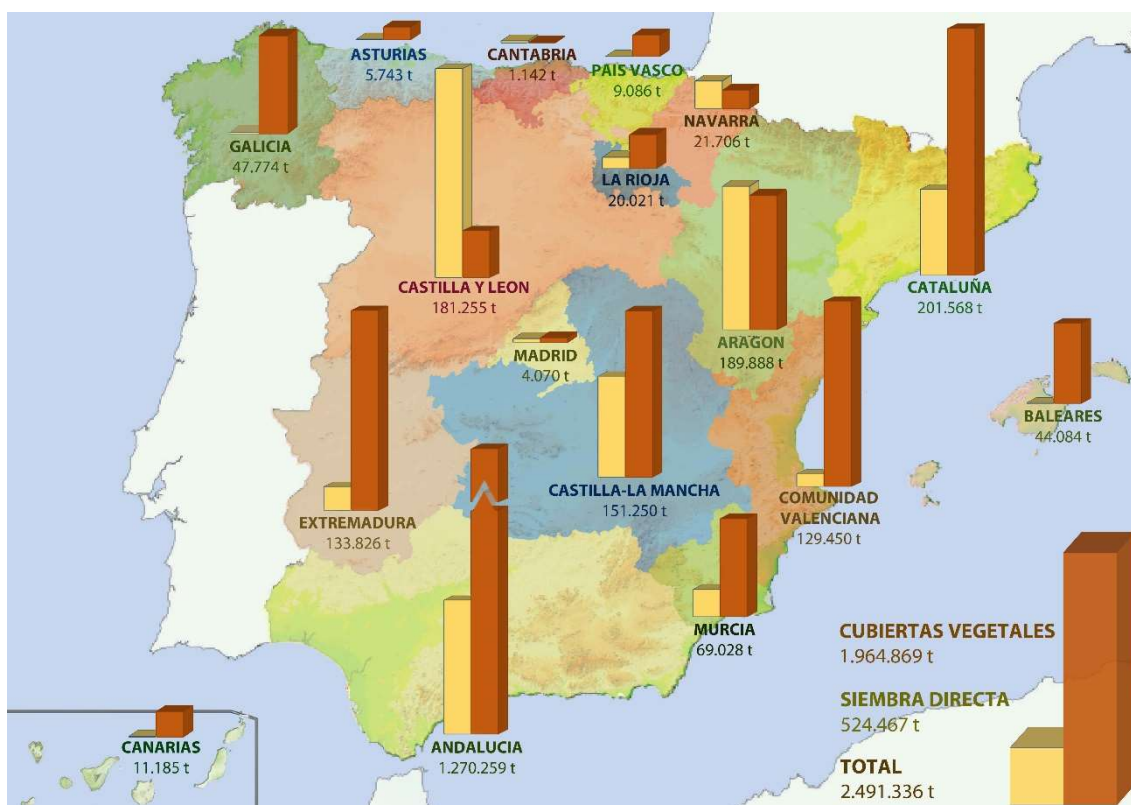 ASTURIAS
5.743 t
CANTABRIA
1.142 t
PAIS VASCO
9.086 t
NAVARRA
21.706 t
GALICIA
47.774 t
LA RIOJA
20.021 t
CASTILLA Y LEON
181.255 t
CATALUÑA
201.568 t
ARAGON
189.888 t
MADRID
4.070 t
BALEARES
44.084 t
CASTILLA-LA MANCHA
151.250 t
COMUNIDAD
VALENCIANA
129.450 t
EXTREMADURA
133.826 t
MURCIA
69.028 t
CUBIERTAS VEGETALES
1.964.869 t
SIEMBRA DIRECTA
524.467 t
TOTAL
2.491.336 t
CANARIAS
11.185 t
ANDALUCIA
1.270.259 t